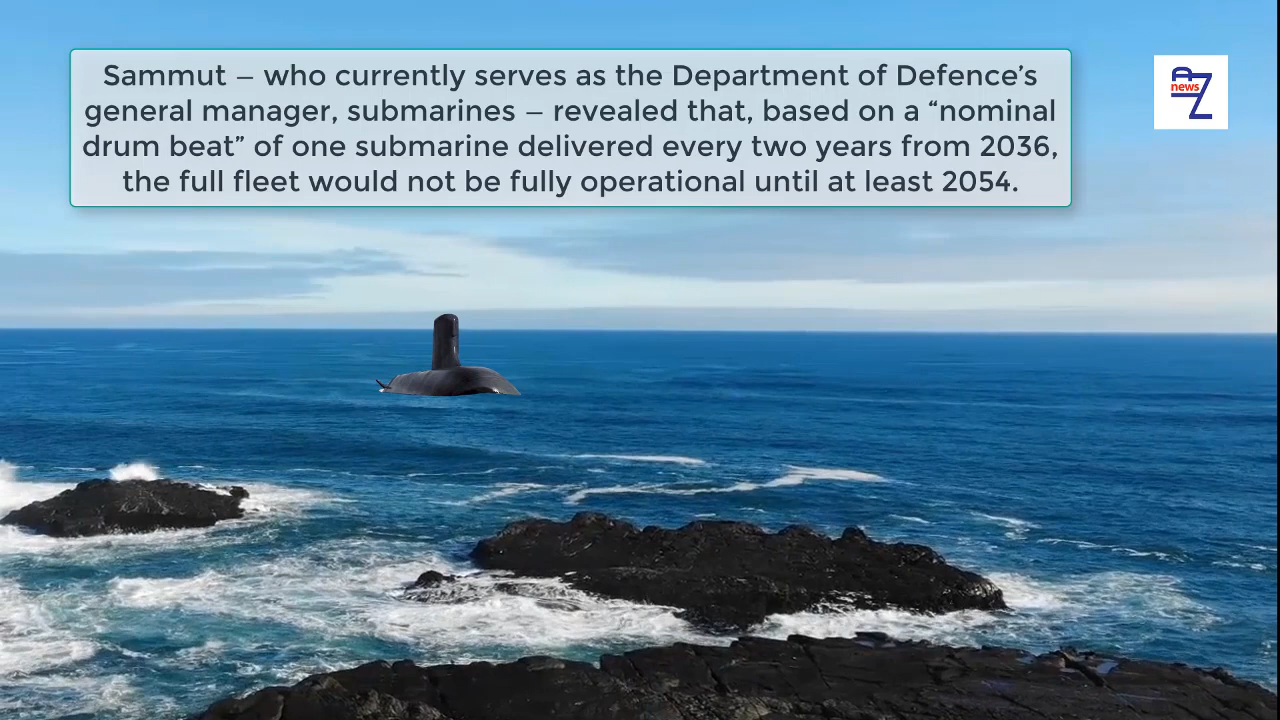 Sammut – who currently serves as the Department of Defence’s
general manager, submarines – revealed that, based on a “nominal
drum beat” of one submarine delivered every two years from 2036,
the full fleet would not be fully operational until at least 2054.
news
AZ